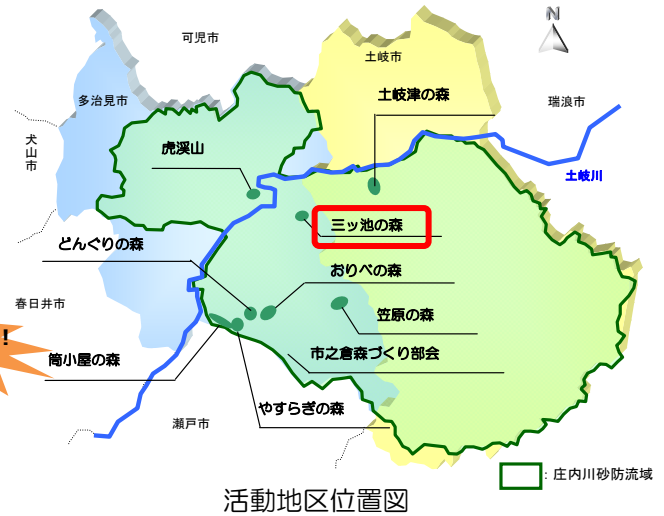 N
可児市
土岐市
多治見市
土岐津の森
瑞浪市
犬山市
虎渓山
土岐川
三ッ池の森
どんぐりの森
おりべの森
春日井市
笠原の森
!
市之倉森づくり部会
筒小屋の森
やすらぎの森
瀬戸市
：庄内川砂防流域
活動地区位置図